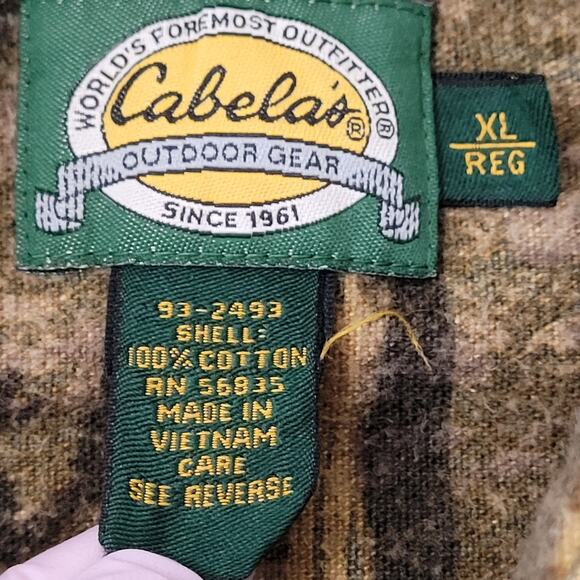 WORLD'S FOREMOST OUTFITTER®
Cabela's®
OUTDOOR GEAR
SINCE 1961
XL
REG
93-2493
SHELL:
100% COTTON
RN 56835
MADE IN
VIETNAM
CARE
SEE REVERSE